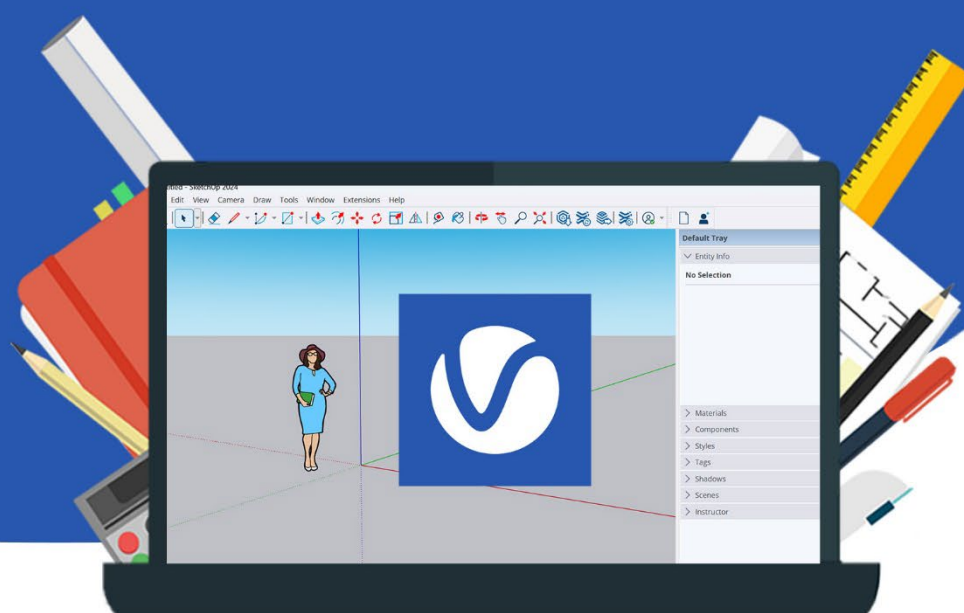 Untitled - SketchUp 2024
Edit View Camera Draw Tools Window Extensions Help
Default Tray
Entity Info
No Selection
Materials
Components
Styles
Tags
Shadows
Scenes
Instructor